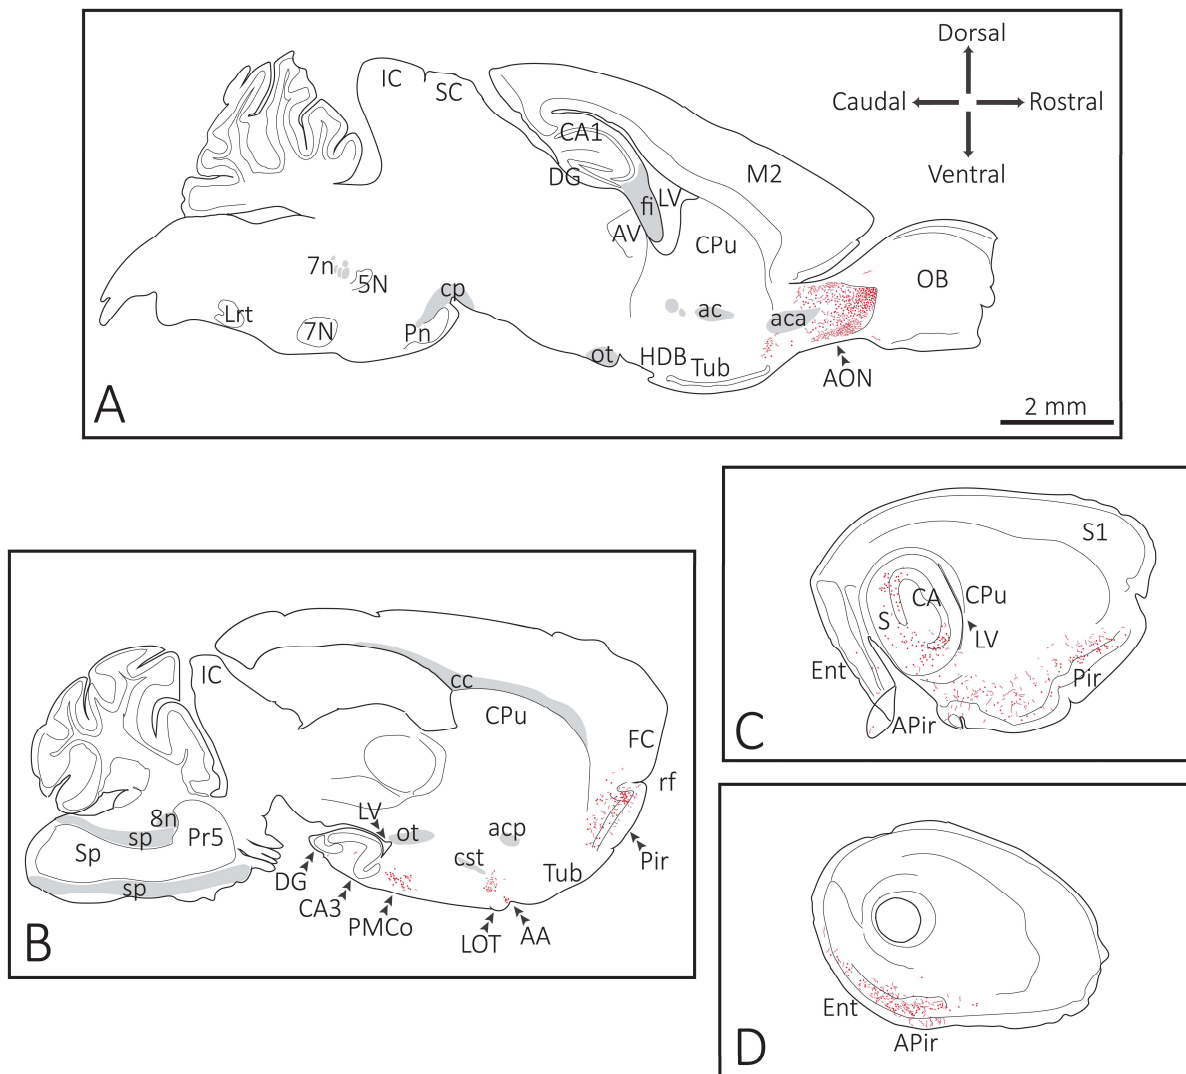 Dorsal
Caudal
Rostral
Ventral
IC
SC
CA1
DG
M2
fi
LV
AV
CPu
OB
7n
5N
cp
Lrt
7N
Pn
ac
aca
ot
HDB
Tub
AON
A
2 mm
S1
CA
CPu
S
LV
Ent
Pir
APir
C
IC
cc
CPu
FC
rf
8n
sp
Sp
Pr5
LV
ot
acp
cst
Tub
Pir
sp
DG
CA3
PMCo
LOT
AA
B
Ent
APir
D